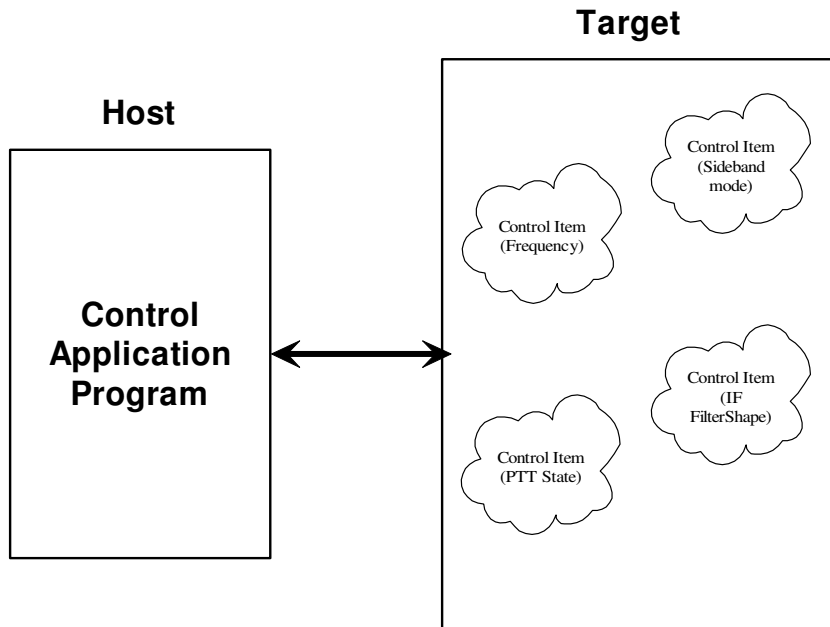 Target
Host
Control
Application
Program
Control Item
(Sideband
mode)
Control Item
(Frequency)
Control Item
(IF
FilterShape)
Control Item
(PTT State)